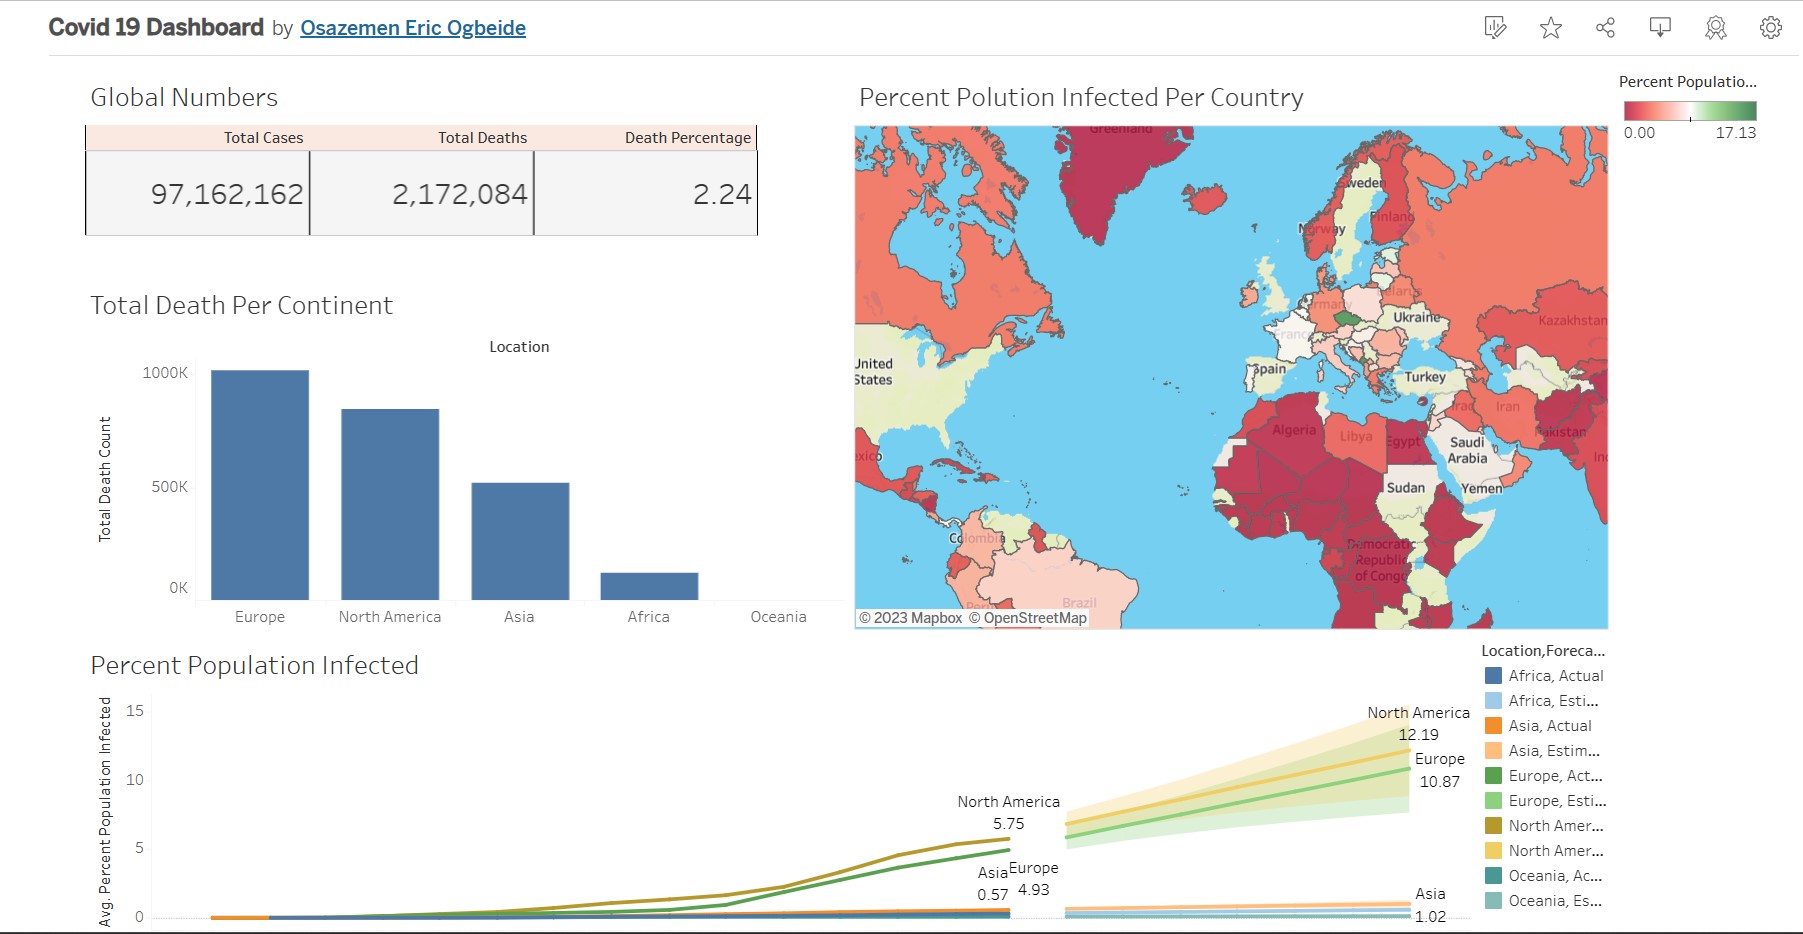 Covid 19 Dashboard by Osazemen Eric Ogbeide
Global Numbers
Total Cases
Total Deaths
Death Percentage
97,162,162
2,172,084
2.24
Total Death Per Continent
Location
Total Death Count
1000K
500K
0K
Europe
North America
Asia
Africa
Oceania
Percent Polution Infected Per Country
Greenland
Sweden
Finland
Norway
Belarus
Germany
Ukraine
France
Kazakhstan
United
States
Spain
Turkey
Iraq
Iran
Algeria
Libya
Egypt
Pakistan
Saudi
Arabia
Mexico
Sudan
Yemen
Colombia
Democratic
Republic
of Congo
Brazil
Peru
© 2023 Mapbox © OpenStreetMap
Percent Populatio...
0.00
17.13
Percent Population Infected
Avg. Percent Population Infected
15
10
5
0
North America
5.75
Europe
4.93
Asia
0.57
North America
12.19
Europe
10.87
Asia
1.02
Location,Foreca...
Africa, Actual
Africa, Esti...
Asia, Actual
Asia, Estim...
Europe, Act...
Europe, Esti...
North Amer...
North Amer...
Oceania, Ac...
Oceania, Es...